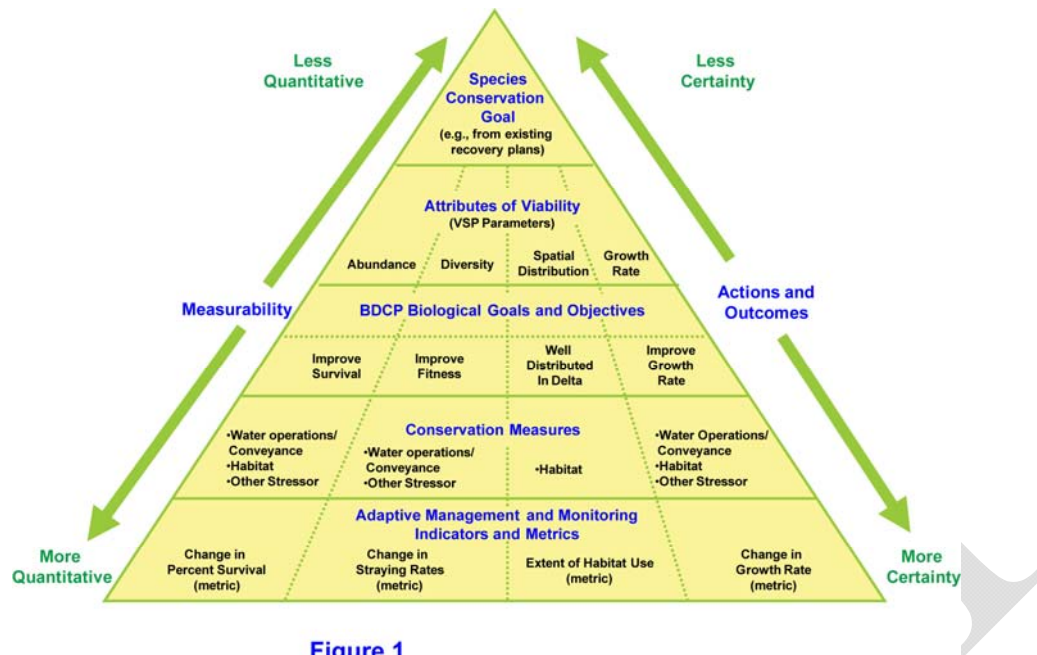 Less
Quantitative
Less
Certainty
Species
Conservation
Goal
(e.g., from existing
recovery plans)
Attributes of Viability
(VSP Parameters)
Abundance
Diversity
Spatial
Distribution
Growth
Rate
Measurability
Actions and
Outcomes
BDCP Biological Goals and Objectives
Improve
Survival
Improve
Fitness
Well
Distributed
In Delta
Improve
Growth
Rate
Conservation Measures
•Water operations/
Conveyance
•Habitat
•Other Stressor
•Water operations/
Conveyance
•Other Stressor
•Habitat
•Water Operations/
Conveyance
•Habitat
•Other Stressor
Adaptive Management and Monitoring
Indicators and Metrics
Change in
Percent Survival
(metric)
Change in
Straying Rates
(metric)
Extent of Habitat Use
(metric)
Change in
Growth Rate
(metric)
More
Quantitative
More
Certainty
Figure 1